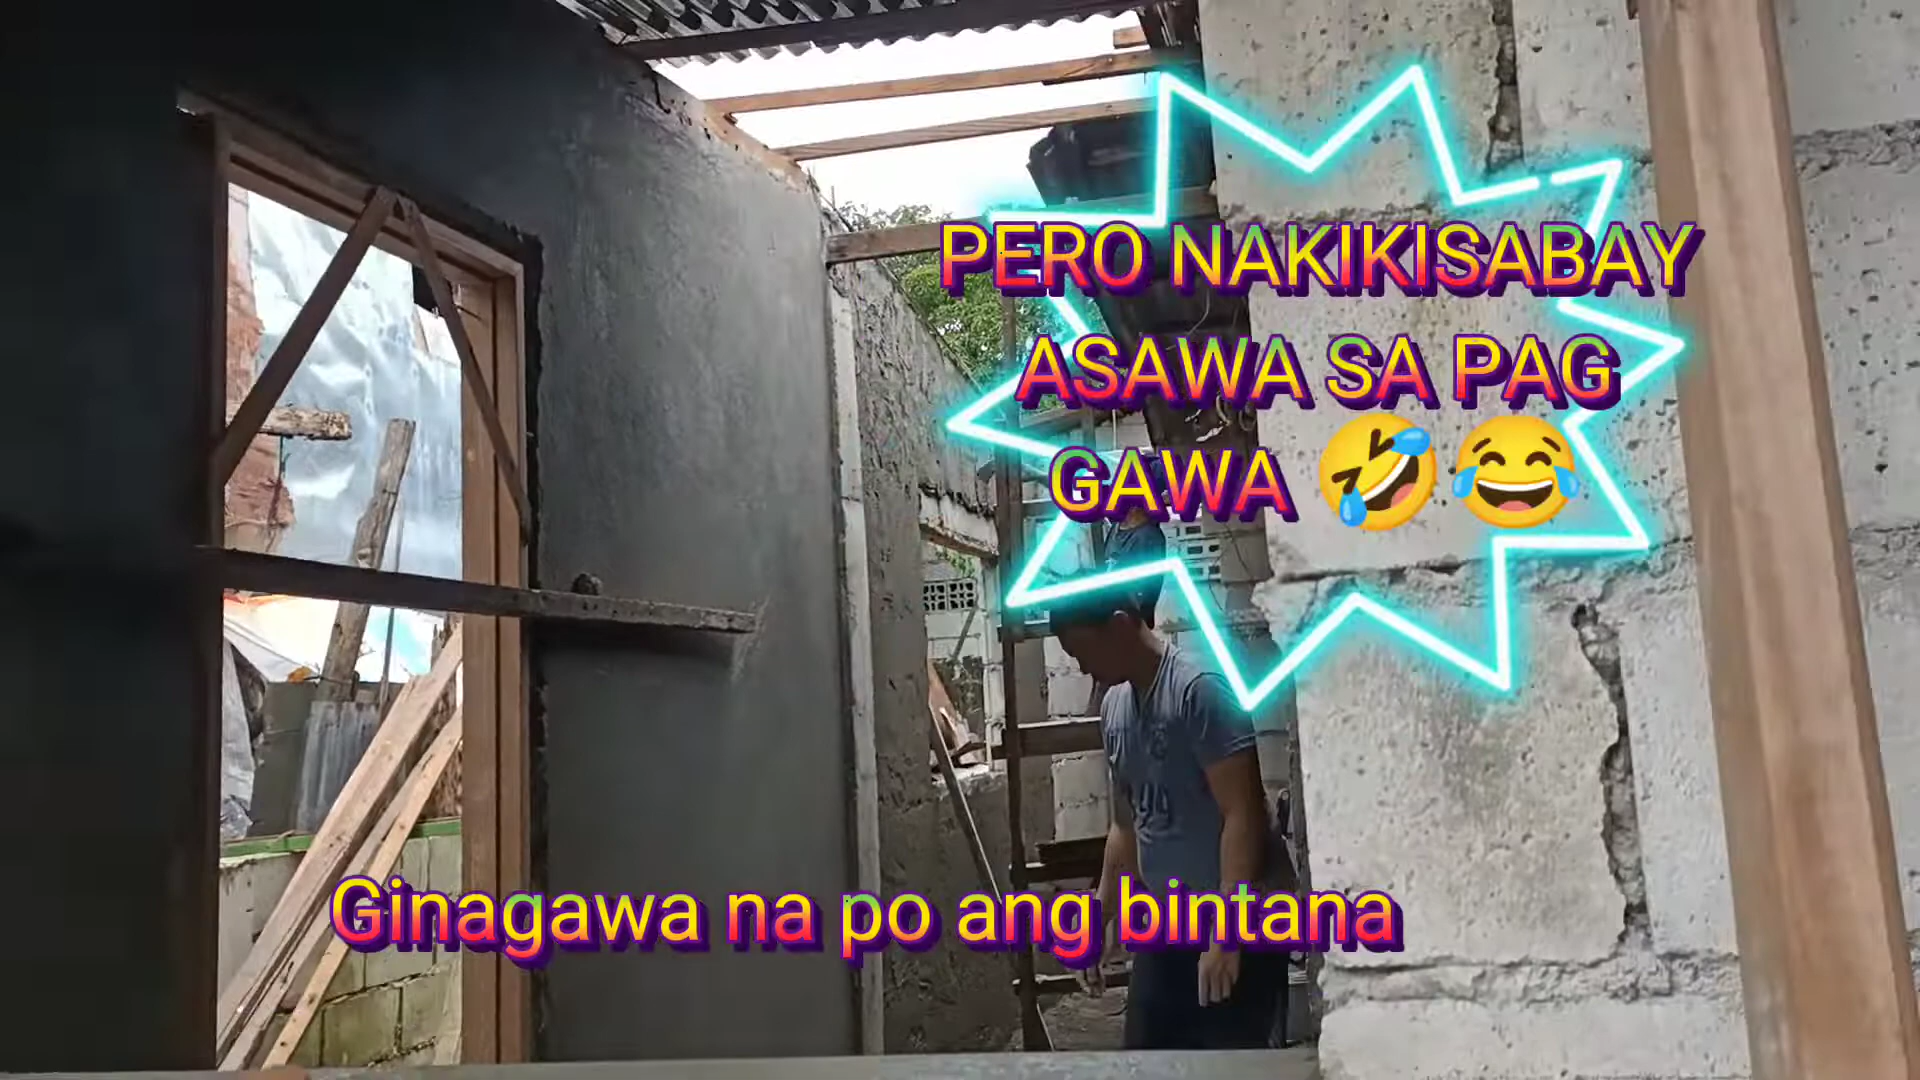 PERO NAKIKISABAY
ASAWA SA PAG
GAWA 🤣😂
Ginagawa na po ang bintana